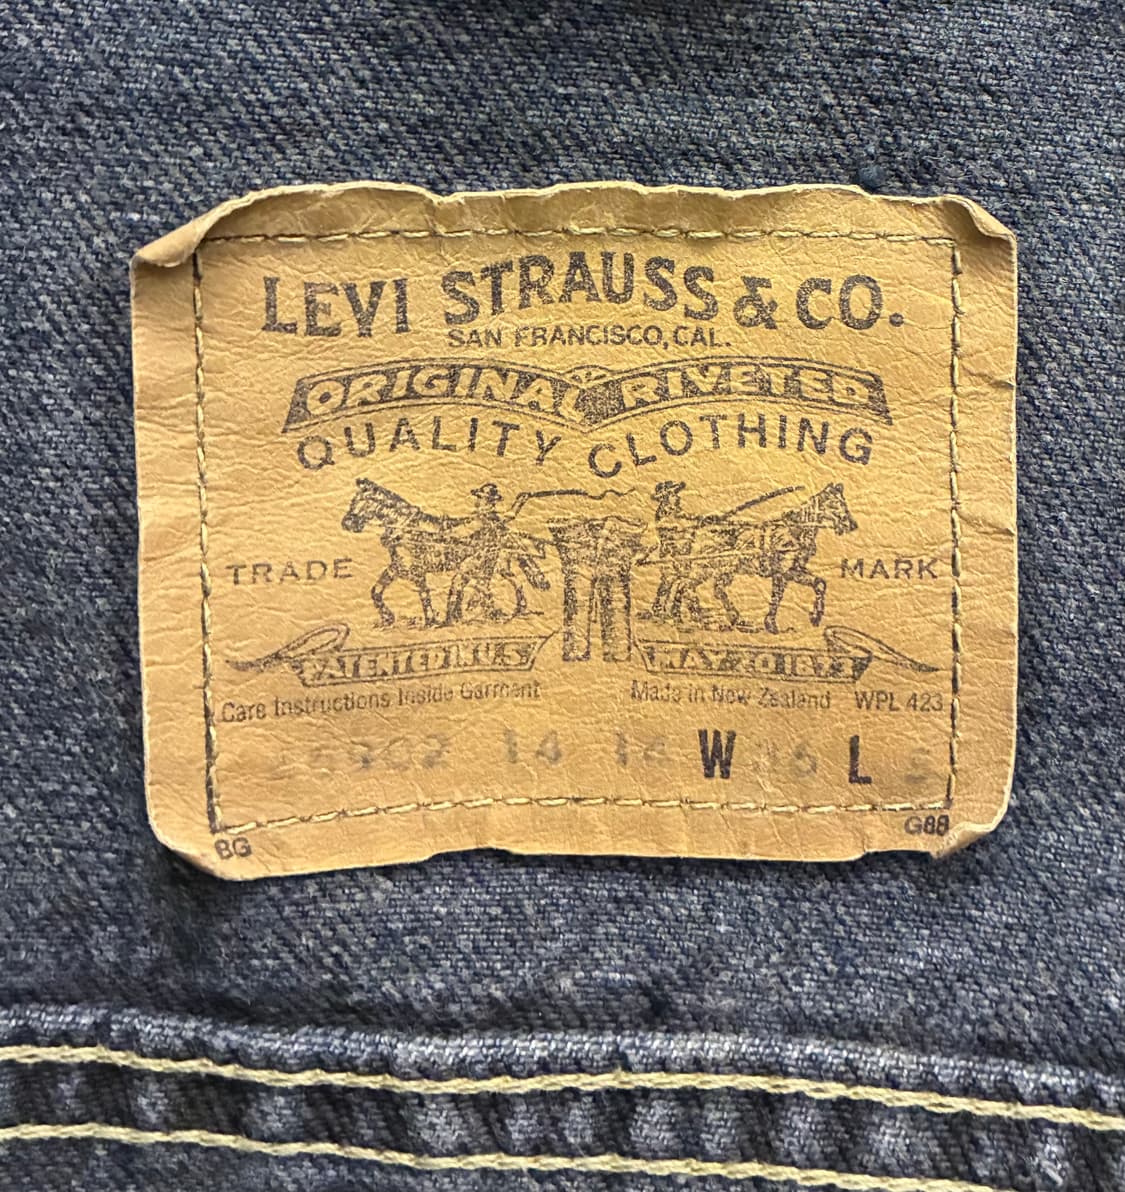 LEVI STRAUSS & CO.
SAN FRANCISCO, CAL.
ORIGINAL RIVETED
QUALITY CLOTHING
TRADE MARK
PATENTED IN U.S. MAY 20 1873
Care Instructions Inside Garment Made in New Zealand WPL 423
14 W L
BG G88